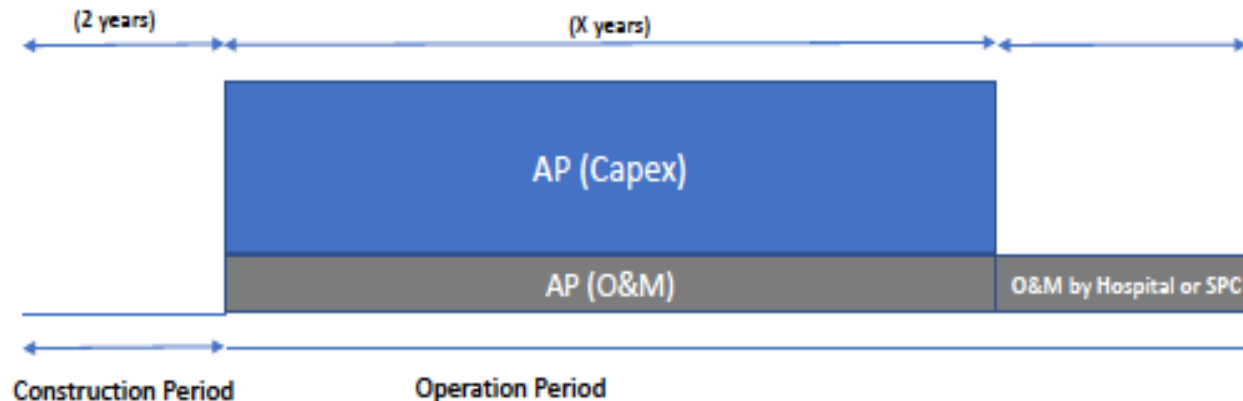 (2 years)
(X years)
AP (Capex)
AP (O&M)
O&M by Hospital or SPC
Construction Period
Operation Period